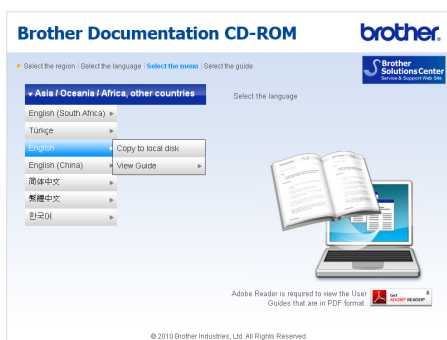 Brother Documentation CD-ROM
brother.
Select the region | Select the language | Select the menu | Select the guide
Brother
Solutions Center
Service & Support Web Site
Asia / Oceania / Africa, other countries
Select the language
English (South Africa)
Türkçe
English
Copy to local disk
English (China)
View Guide
简体中文
繁體中文
한국어
Adobe Reader is required to view the User
Guides that are in PDF format.
Get
ADOBE® READER®
© 2010 Brother Industries, Ltd. All Rights Reserved.